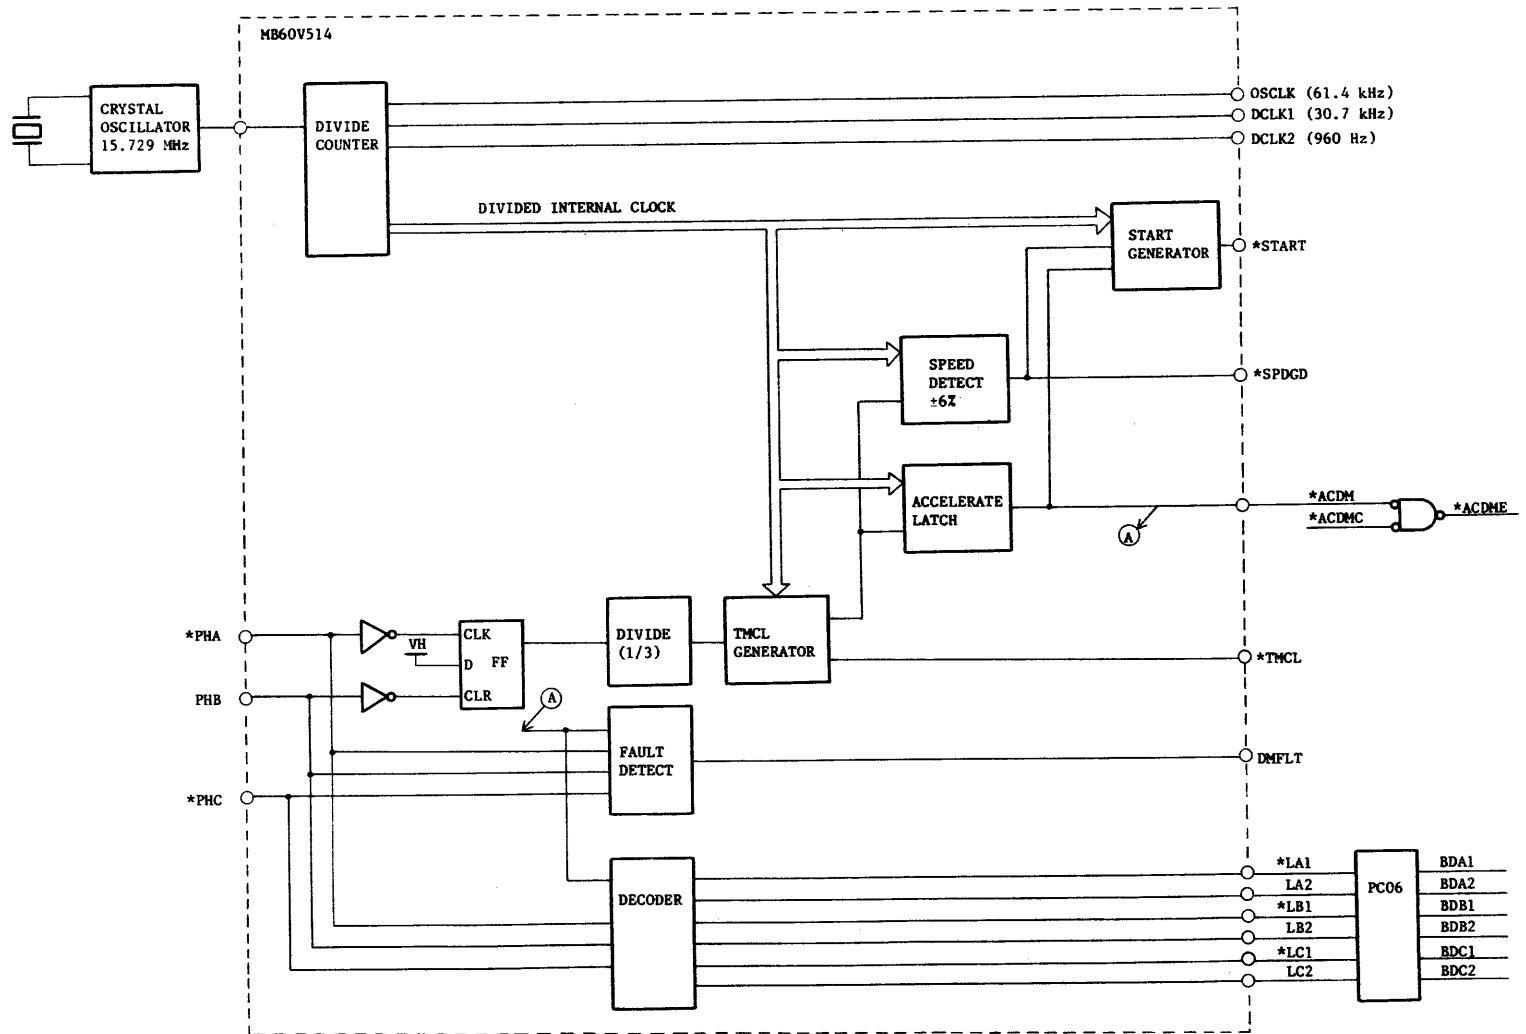 MB60V514
CRYSTAL
OSCILLATOR
15.729 MHz
DIVIDE
COUNTER
OSCLK (61.4 kHz)
DCLK1 (30.7 kHz)
DCLK2 (960 Hz)
DIVIDED INTERNAL CLOCK
START
GENERATOR
*START
SPEED
DETECT
±6%
*SPDGD
ACCELERATE
LATCH
A
*ACDM
*ACDMC
*ACDME
*PHA
VH
CLK
D FF
CLR
DIVIDE
(1/3)
TMCL
GENERATOR
*TMCL
PHB
A
FAULT
DETECT
DMFLT
*PHC
DECODER
*LA1
LA2
*LB1
LB2
*LC1
LC2
PC06
BDA1
BDA2
BDB1
BDB2
BDC1
BDC2